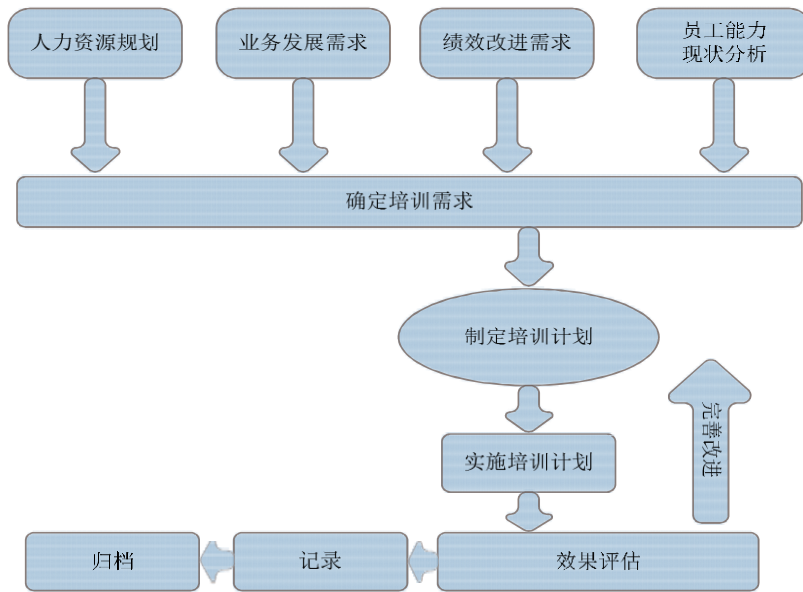 人力资源规划
业务发展需求
绩效改进需求
员工能力
现状分析
确定培训需求
制定培训计划
完善改进
实施培训计划
归档
记录
效果评估